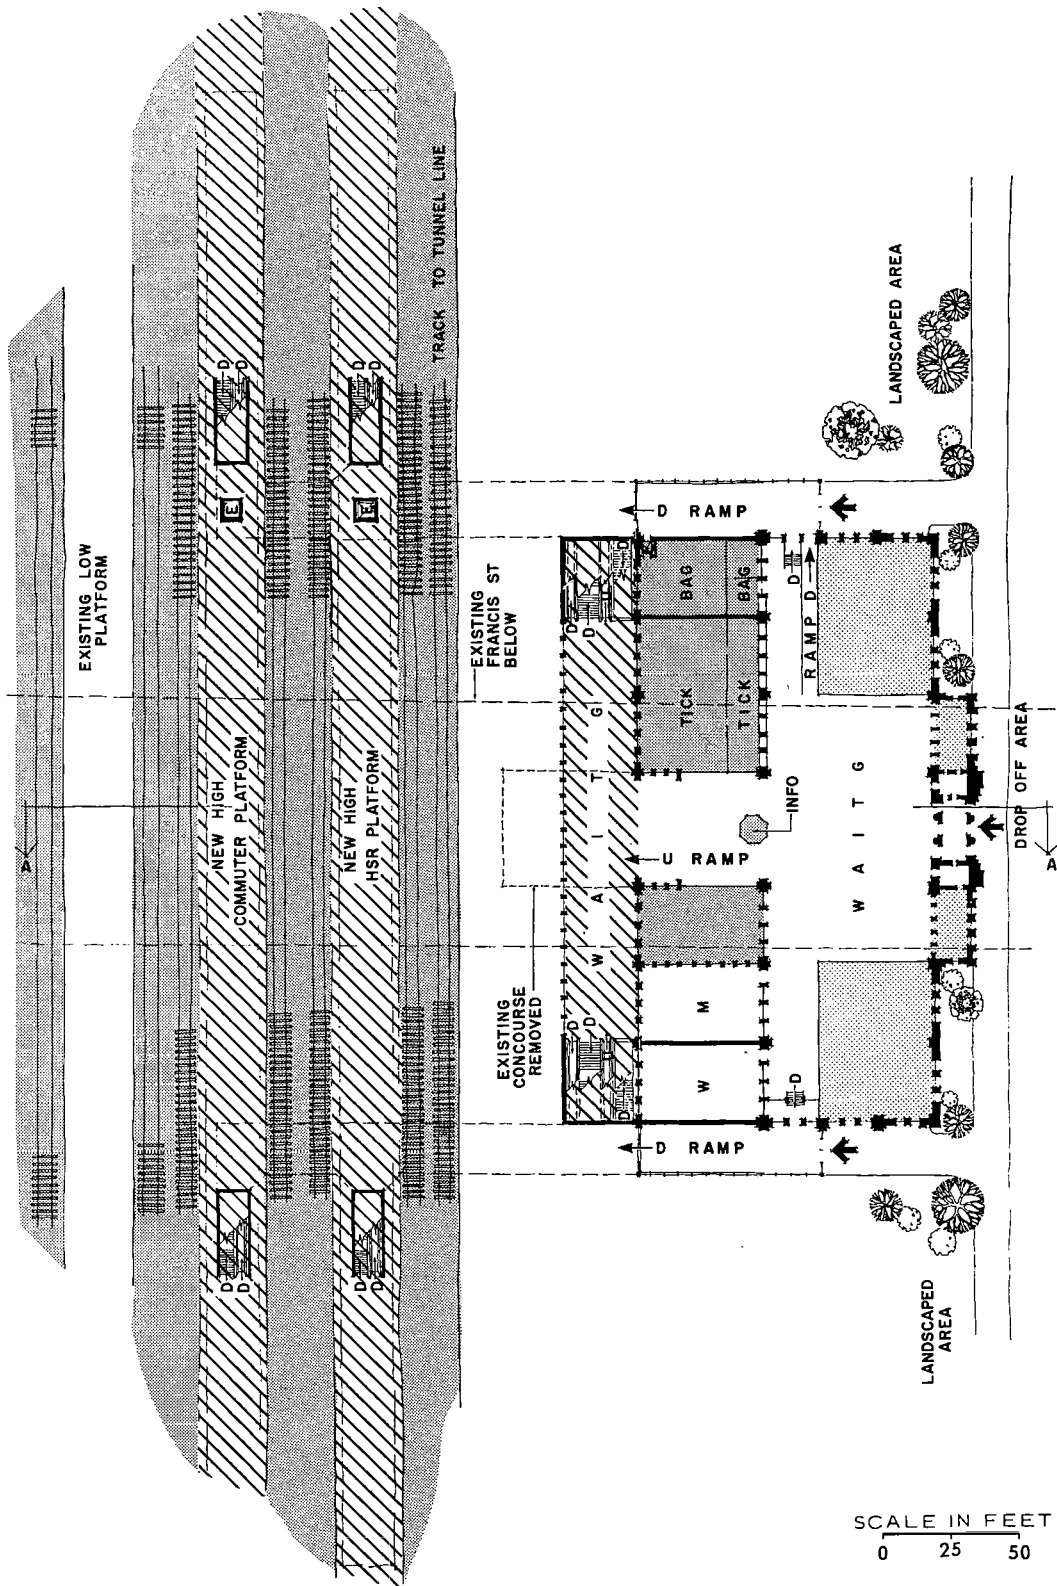 EXISTING LOW
PLATFORM
NEW HIGH
COMMUTER PLATFORM
NEW HIGH
HSR PLATFORM
TRACK TO TUNNEL LINE
D
D
D
D
E
E
D
D
D
D
A
A
EXISTING
FRANCIS ST
BELOW
EXISTING
CONCOURSE
REMOVED
WAITG
D
D
D
D
D
D
D RAMP
BAG
BAG
TICK
TICK
U RAMP
INFO
M
W
D RAMP
D
RAMP D
D
WAITG
DROP OFF AREA
LANDSCAPED AREA
LANDSCAPED
AREA
SCALE IN FEET
0 25 50